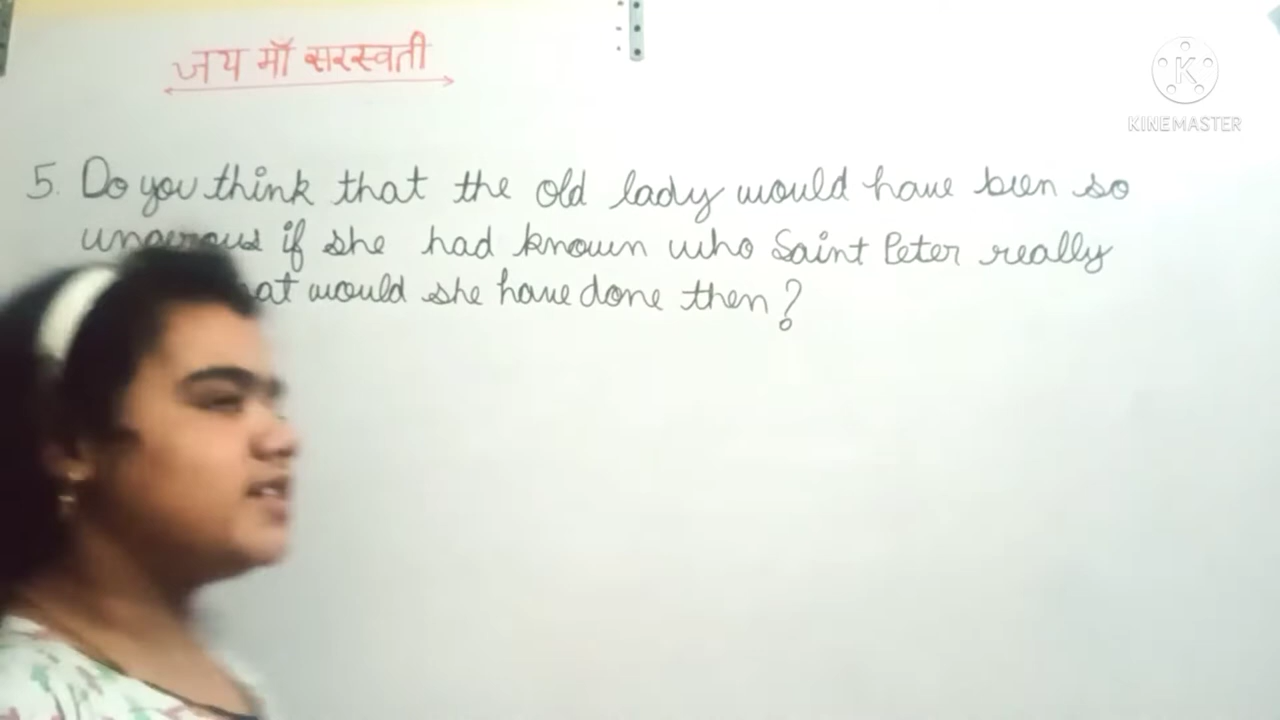 जय माँ सरस्वती
K
KINEMASTER
5. Do you think that the old lady would have been so
if she had known who Saint Peter really
would she have done then?